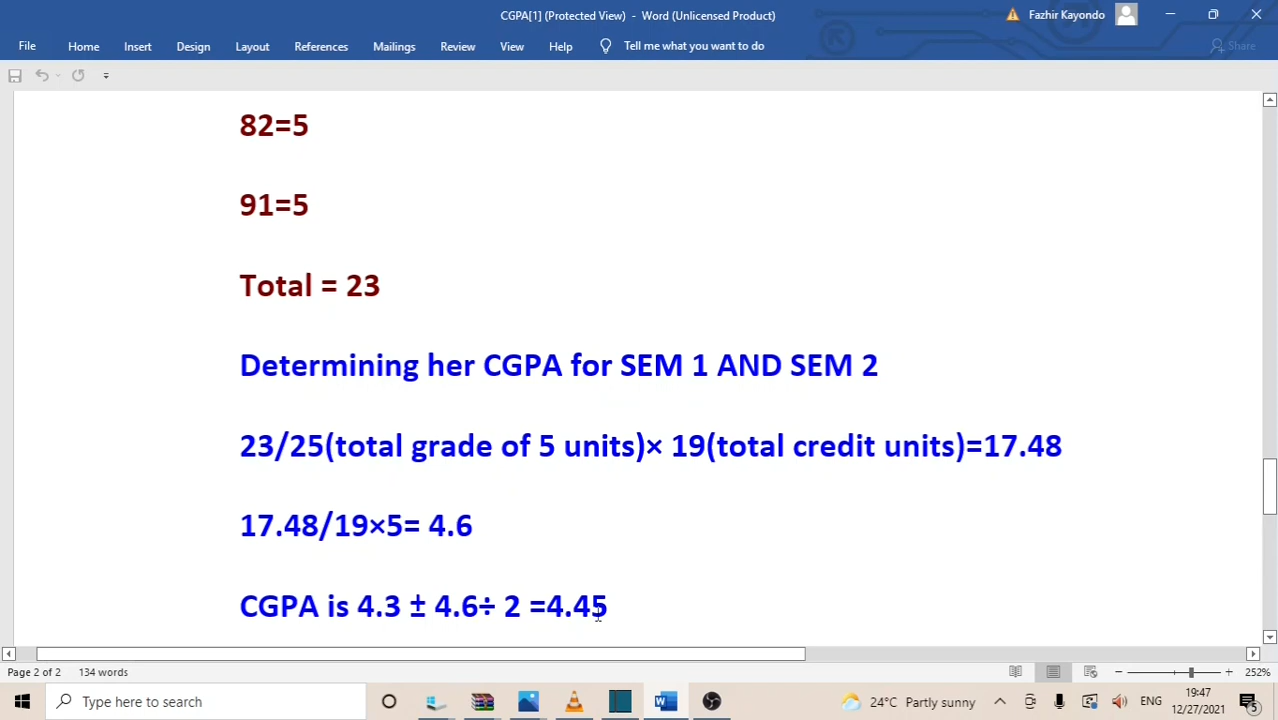 CGPA[1] (Protected View) - Word (Unlicensed Product)
Fazhir Kayondo
File Home Insert Design Layout References Mailings Review View Help Tell me what you want to do Share
82=5
91=5
Total = 23
Determining her CGPA for SEM 1 AND SEM 2
23/25(total grade of 5 units)× 19(total credit units)=17.48
17.48/19×5= 4.6
CGPA is 4.3 ± 4.6÷ 2 =4.45
Page 2 of 2 134 words 252%
Type here to search 24°C Partly sunny ENG 19:47
12/27/2021 5